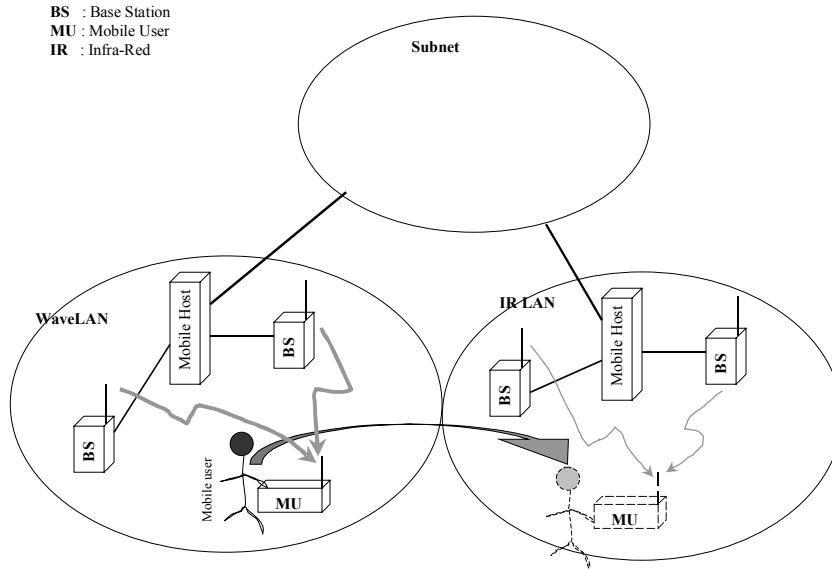 BS : Base Station
MU : Mobile User
IR : Infra-Red
Subnet
WaveLAN
Mobile Host
BS
BS
Mobile user
MU
IR LAN
Mobile Host
BS
BS
MU